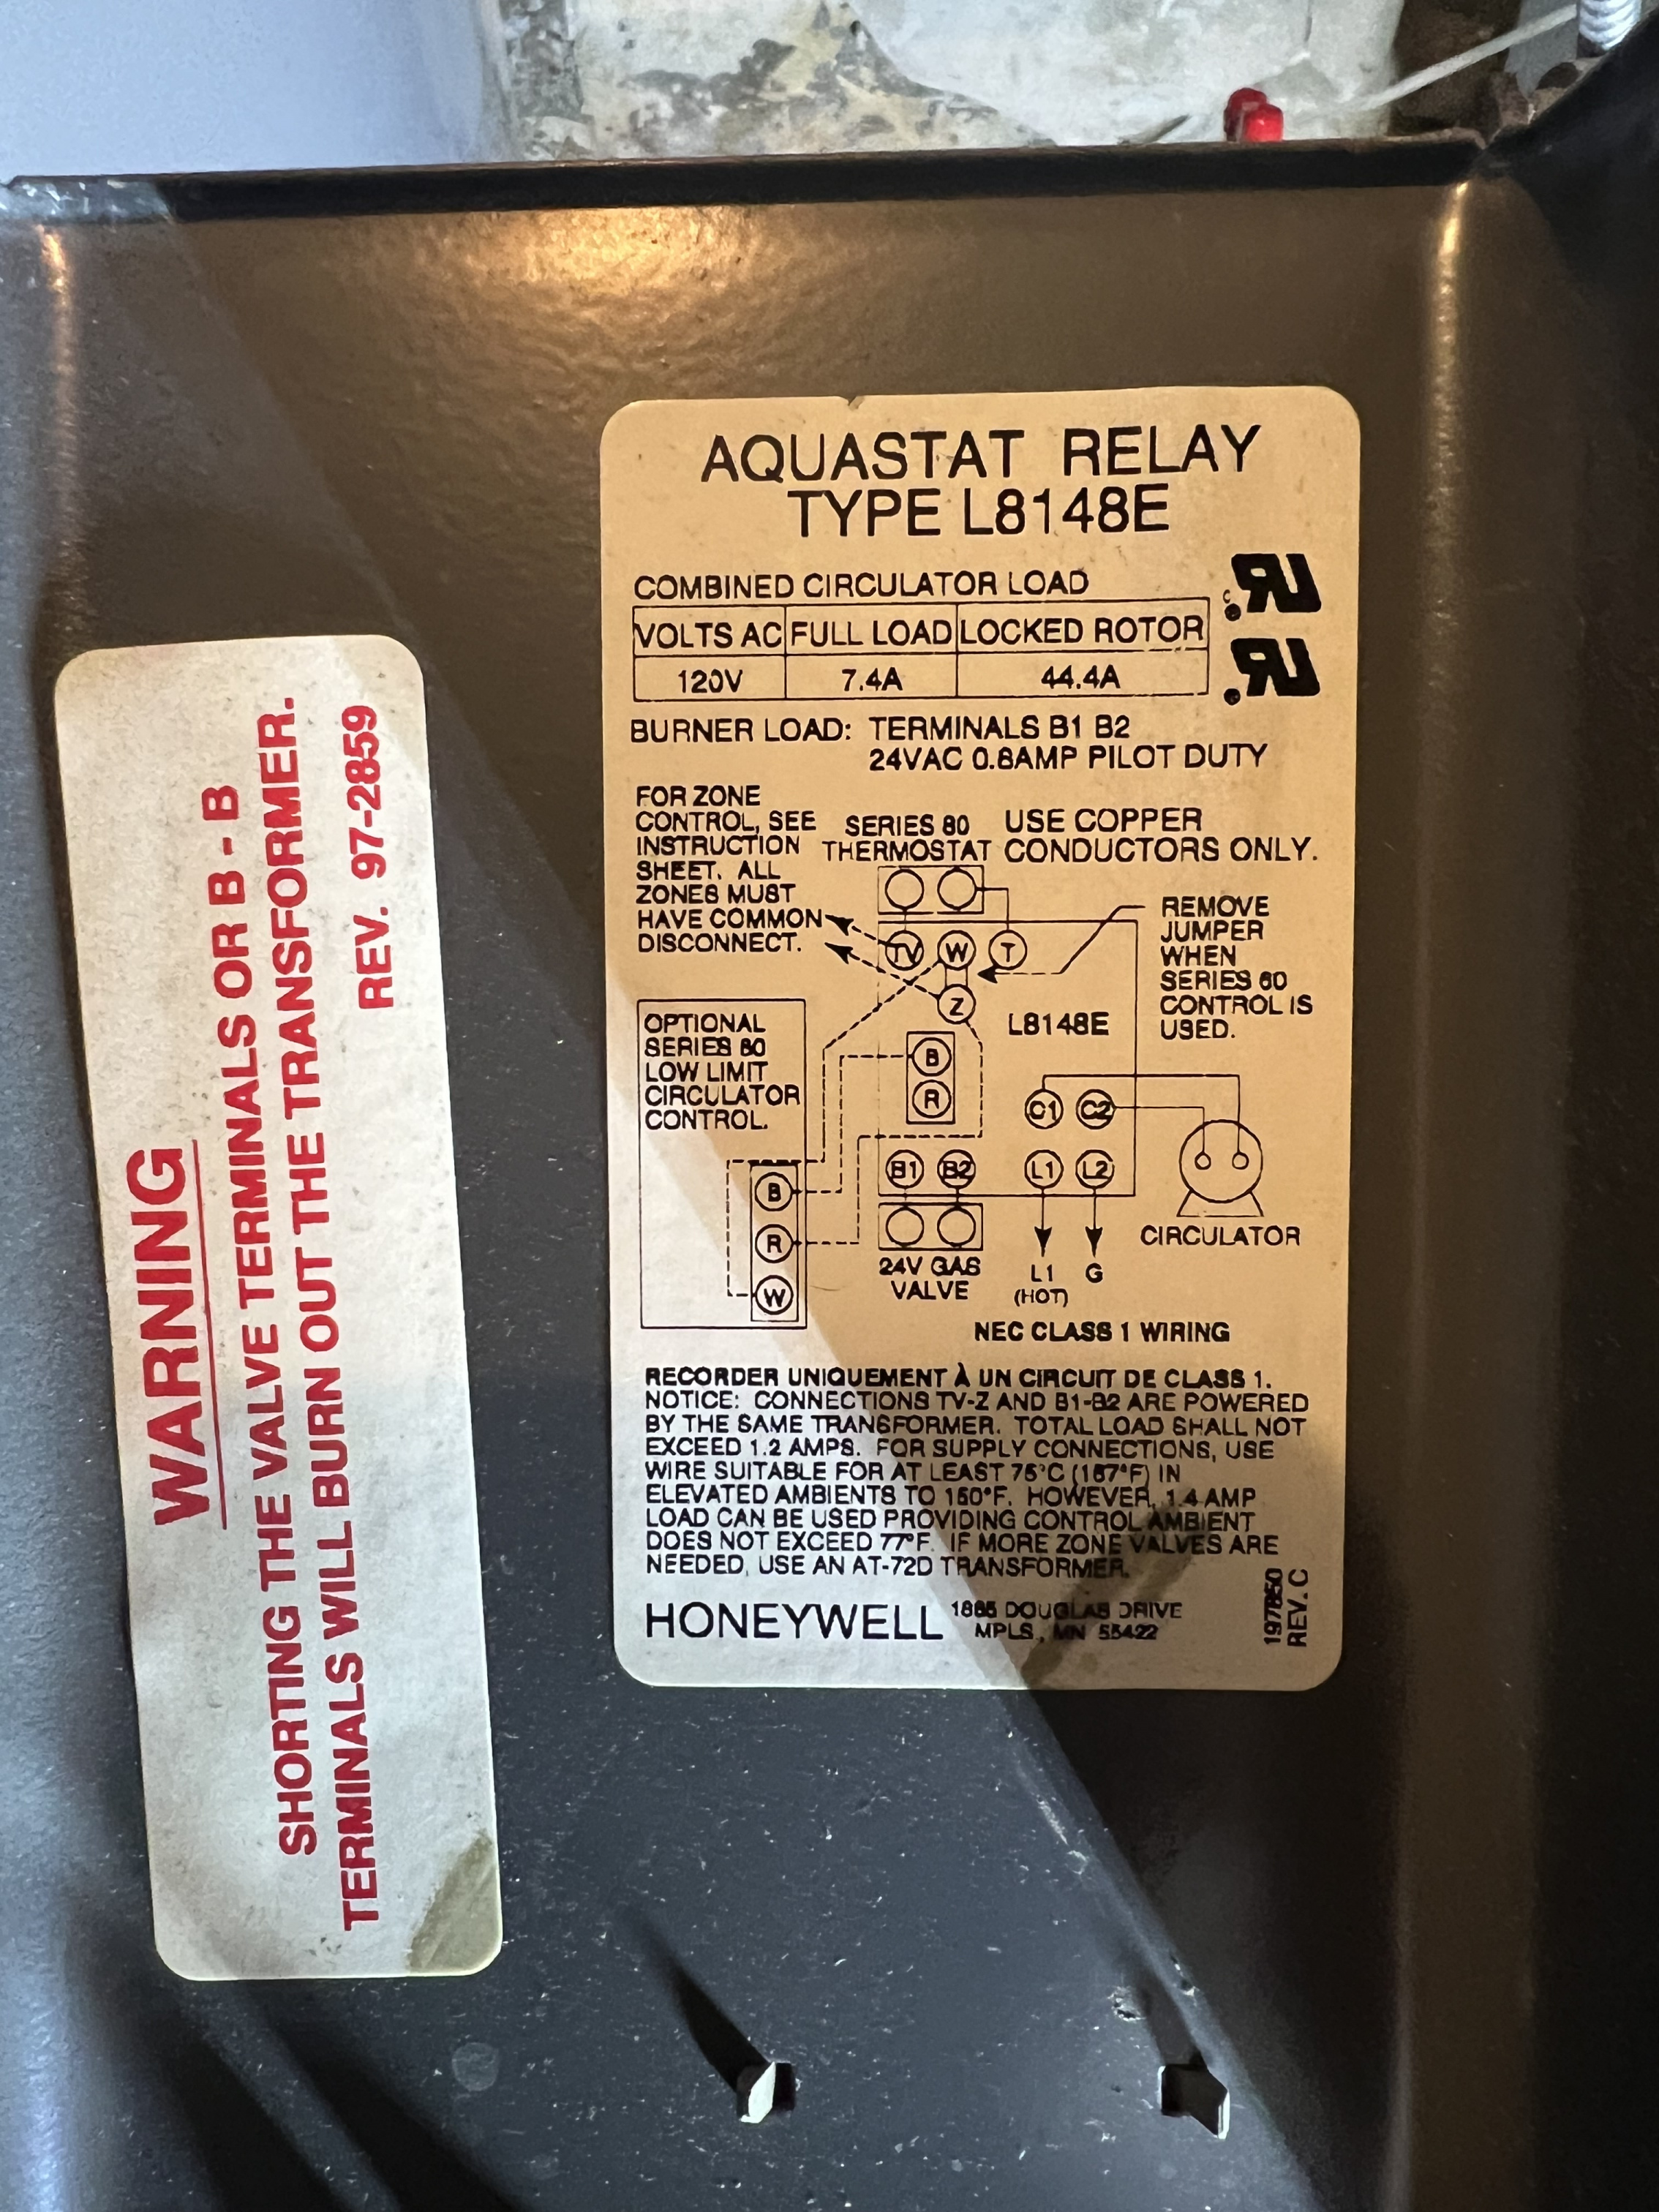 WARNING
SHORTING THE VALVE TERMINALS OR B - B
TERMINALS WILL BURN OUT THE TRANSFORMER.
REV. 97-2859
AQUASTAT RELAY
TYPE L8148E
COMBINED CIRCULATOR LOAD
VOLTS AC FULL LOAD LOCKED ROTOR
120V 7.4A 44.4A
BURNER LOAD: TERMINALS B1 B2
24VAC 0.8AMP PILOT DUTY
FOR ZONE
CONTROL, SEE
INSTRUCTION
SHEET. ALL
ZONES MUST
HAVE COMMON
DISCONNECT.
SERIES 80
THERMOSTAT
USE COPPER
CONDUCTORS ONLY.
REMOVE
JUMPER
WHEN
SERIES 80
CONTROL IS
USED.
TV W T
Z
L8148E
OPTIONAL
SERIES 80
LOW LIMIT
CIRCULATOR
CONTROL.
B
R
C1 C2
B1 B2 L1 L2
B
R
W
24V GAS
VALVE
L1
(HOT)
G
CIRCULATOR
NEC CLASS 1 WIRING
RECORDER UNIQUEMENT À UN CIRCUIT DE CLASS 1.
NOTICE: CONNECTIONS TV-Z AND B1-B2 ARE POWERED
BY THE SAME TRANSFORMER. TOTAL LOAD SHALL NOT
EXCEED 1.2 AMPS. FOR SUPPLY CONNECTIONS, USE
WIRE SUITABLE FOR AT LEAST 75°C (167°F) IN
ELEVATED AMBIENTS TO 150°F. HOWEVER, 1.4 AMP
LOAD CAN BE USED PROVIDING CONTROL AMBIENT
DOES NOT EXCEED 77°F. IF MORE ZONE VALVES ARE
NEEDED, USE AN AT-72D TRANSFORMER.
HONEYWELL
1885 DOUGLAS DRIVE
MPLS., MN 55422
197850
REV. C